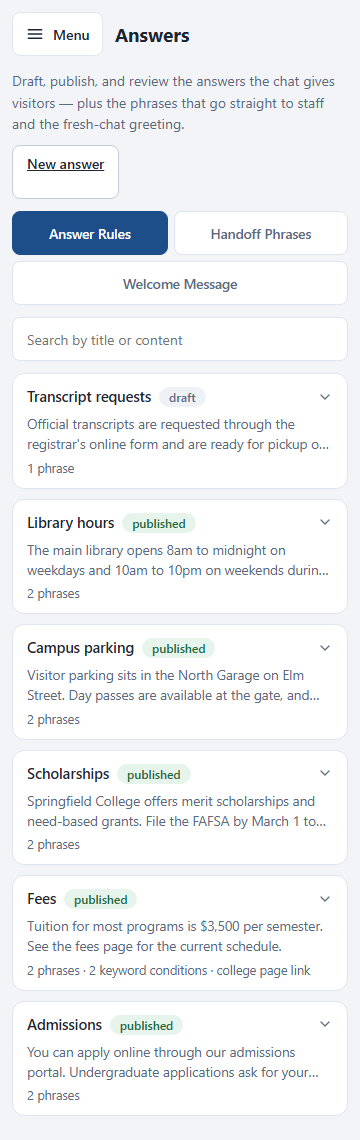 Menu
Answers
Draft, publish, and review the answers the chat gives
visitors — plus the phrases that go straight to staff
and the fresh-chat greeting.
New answer
Answer Rules
Handoff Phrases
Welcome Message
Search by title or content
Transcript requests draft
Official transcripts are requested through the
registrar's online form and are ready for pickup o...
1 phrase
Library hours published
The main library opens 8am to midnight on
weekdays and 10am to 10pm on weekends durin...
2 phrases
Campus parking published
Visitor parking sits in the North Garage on Elm
Street. Day passes are available at the gate, and...
2 phrases
Scholarships published
Springfield College offers merit scholarships and
need-based grants. File the FAFSA by March 1 to...
2 phrases
Fees published
Tuition for most programs is $3,500 per semester.
See the fees page for the current schedule.
2 phrases · 2 keyword conditions · college page link
Admissions published
You can apply online through our admissions
portal. Undergraduate applications ask for your...
2 phrases